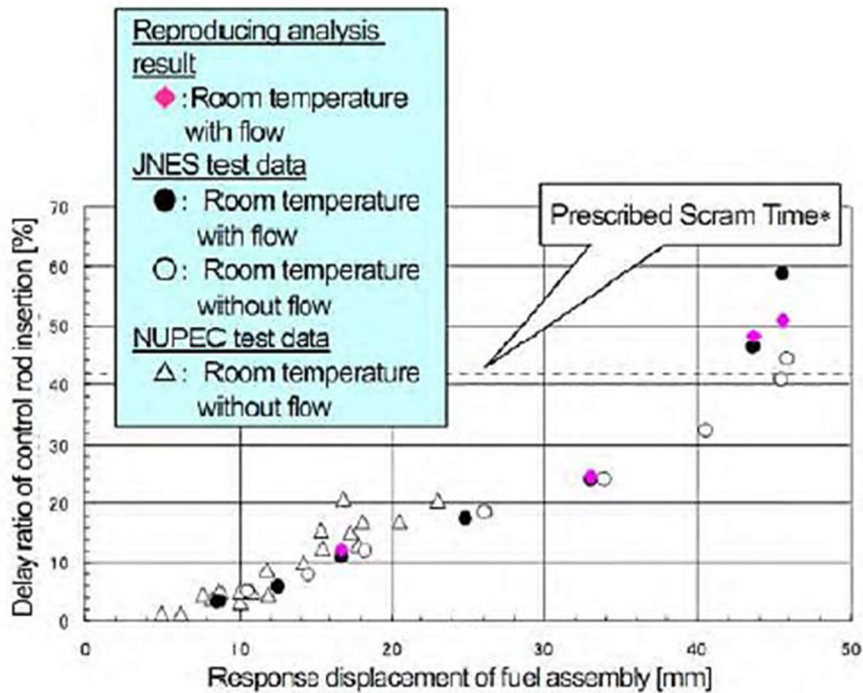 Reproducing analysis
result
◆:Room temperature
with flow
JNES test data
●: Room temperature
with flow
○: Room temperature
without flow
NUPEC test data
△: Room temperature
without flow
Prescribed Scram Time*
Delay ratio of control rod insertion [%]
70
60
50
40
30
20
10
0
0
10
20
30
40
50
Response displacement of fuel assembly [mm]